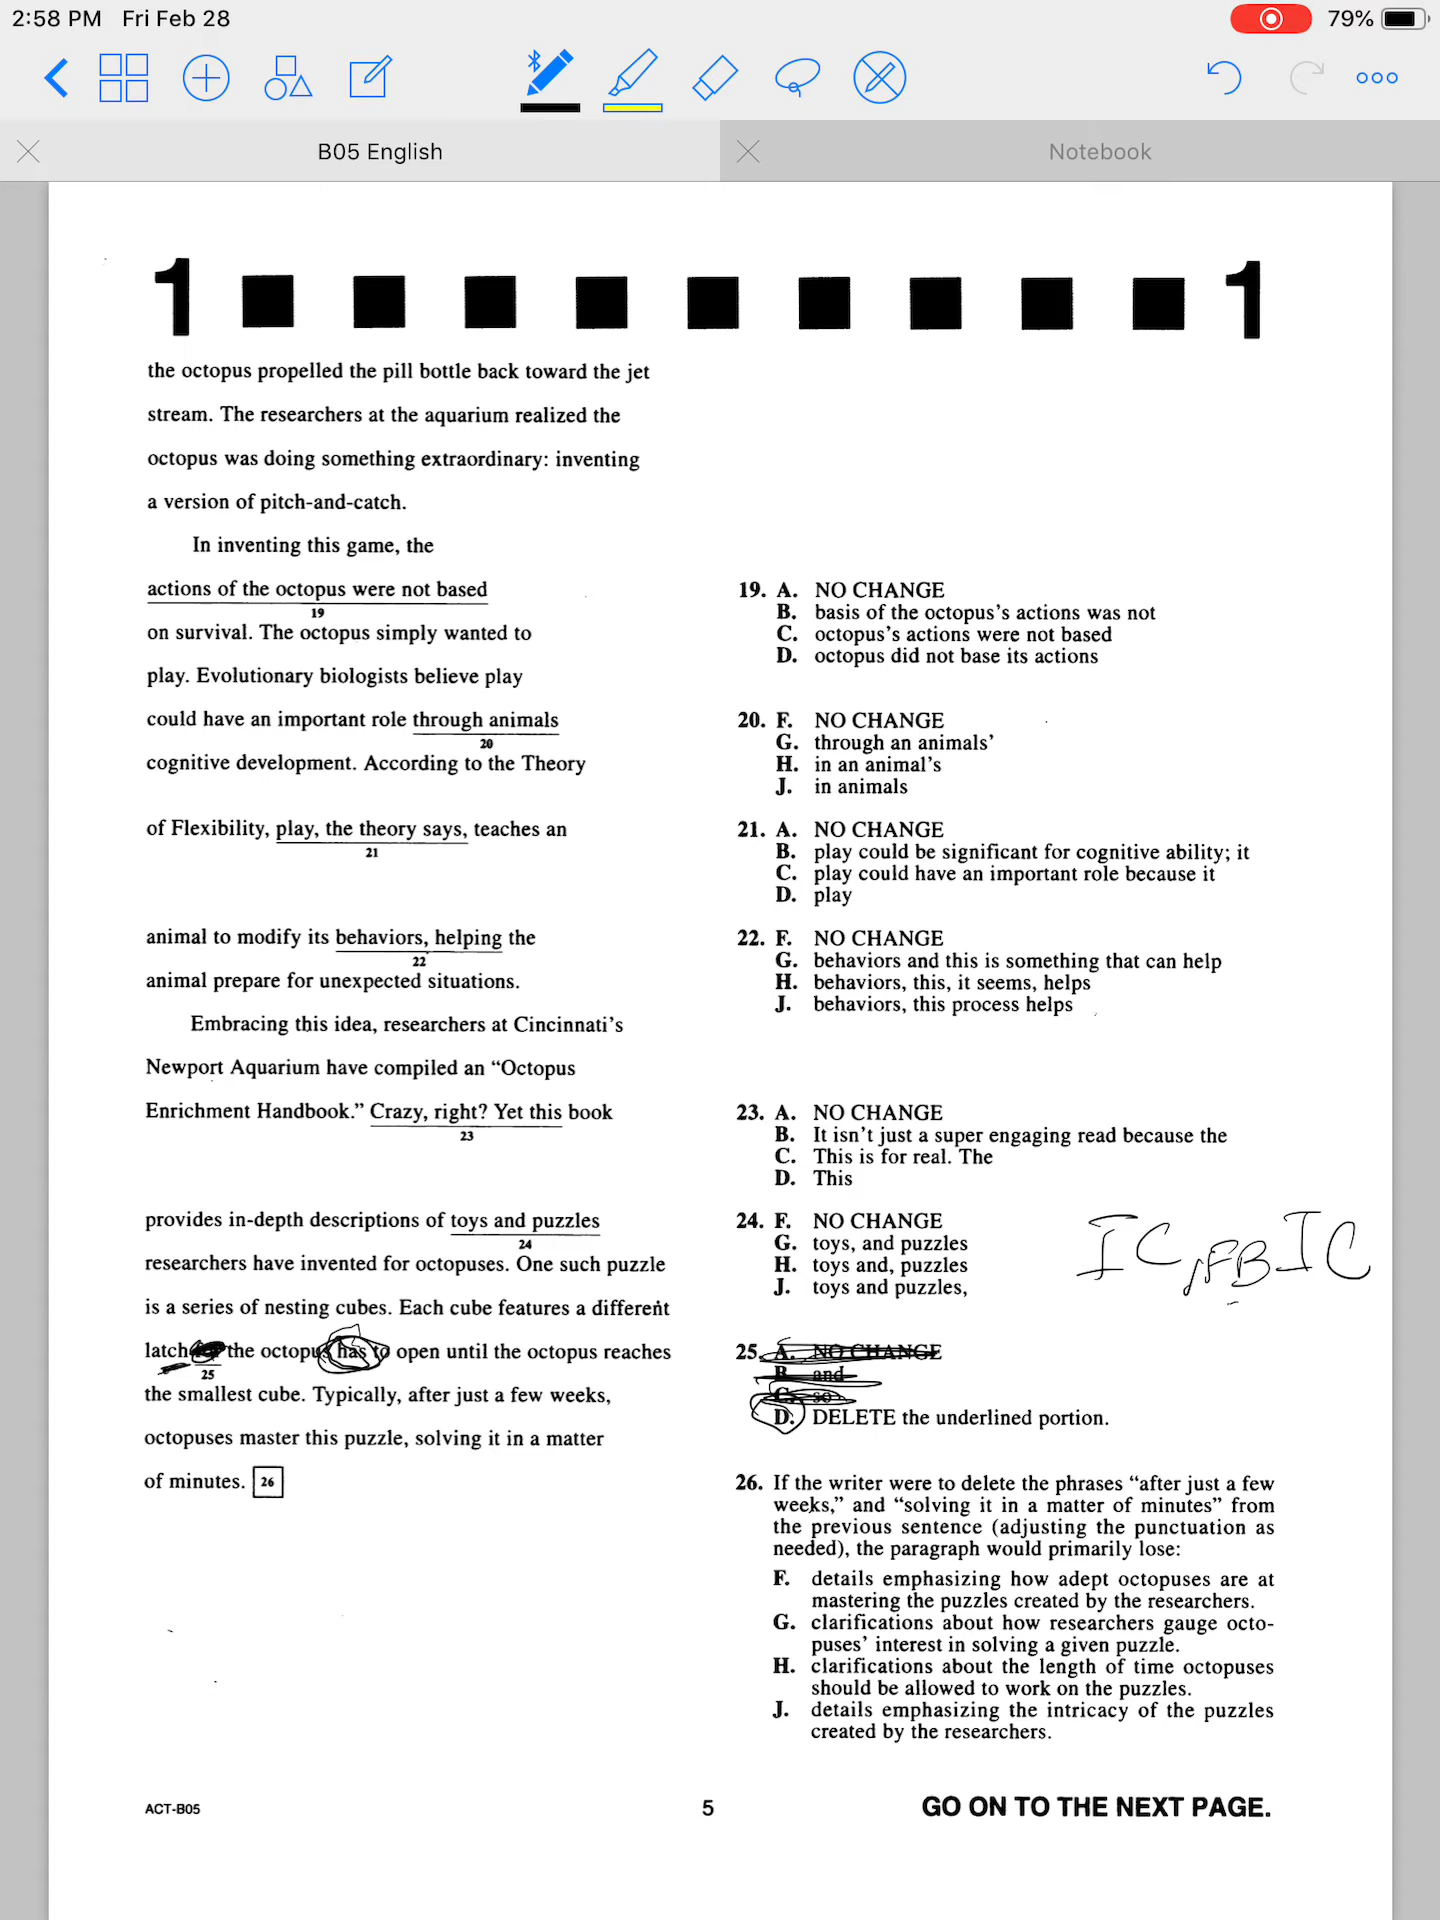 2:58 PM Fri Feb 28
79%
B05 English
Notebook
1 1
the octopus propelled the pill bottle back toward the jet
stream. The researchers at the aquarium realized the
octopus was doing something extraordinary: inventing
a version of pitch-and-catch.
In inventing this game, the
actions of the octopus were not based
19
on survival. The octopus simply wanted to
play. Evolutionary biologists believe play
could have an important role through animals
20
cognitive development. According to the Theory
of Flexibility, play, the theory says, teaches an
21
animal to modify its behaviors, helping the
22
animal prepare for unexpected situations.
Embracing this idea, researchers at Cincinnati's
Newport Aquarium have compiled an “Octopus
Enrichment Handbook.” Crazy, right? Yet this book
23
provides in-depth descriptions of toys and puzzles
24
researchers have invented for octopuses. One such puzzle
is a series of nesting cubes. Each cube features a different
latch the octopus has to open until the octopus reaches
25
the smallest cube. Typically, after just a few weeks,
octopuses master this puzzle, solving it in a matter
of minutes. 26
19. A. NO CHANGE
B. basis of the octopus's actions was not
C. octopus's actions were not based
D. octopus did not base its actions
20. F. NO CHANGE
G. through an animals'
H. in an animal's
J. in animals
21. A. NO CHANGE
B. play could be significant for cognitive ability; it
C. play could have an important role because it
D. play
22. F. NO CHANGE
G. behaviors and this is something that can help
H. behaviors, this, it seems, helps
J. behaviors, this process helps
23. A. NO CHANGE
B. It isn't just a super engaging read because the
C. This is for real. The
D. This
24. F. NO CHANGE
G. toys, and puzzles
H. toys and, puzzles
J. toys and puzzles,
IC, FB IC
25. A. NO CHANGE
B. and
C. so
D. DELETE the underlined portion.
26. If the writer were to delete the phrases “after just a few
weeks,” and “solving it in a matter of minutes” from
the previous sentence (adjusting the punctuation as
needed), the paragraph would primarily lose:
F. details emphasizing how adept octopuses are at
mastering the puzzles created by the researchers.
G. clarifications about how researchers gauge octo-
puses' interest in solving a given puzzle.
H. clarifications about the length of time octopuses
should be allowed to work on the puzzles.
J. details emphasizing the intricacy of the puzzles
created by the researchers.
ACT-B05
5
GO ON TO THE NEXT PAGE.